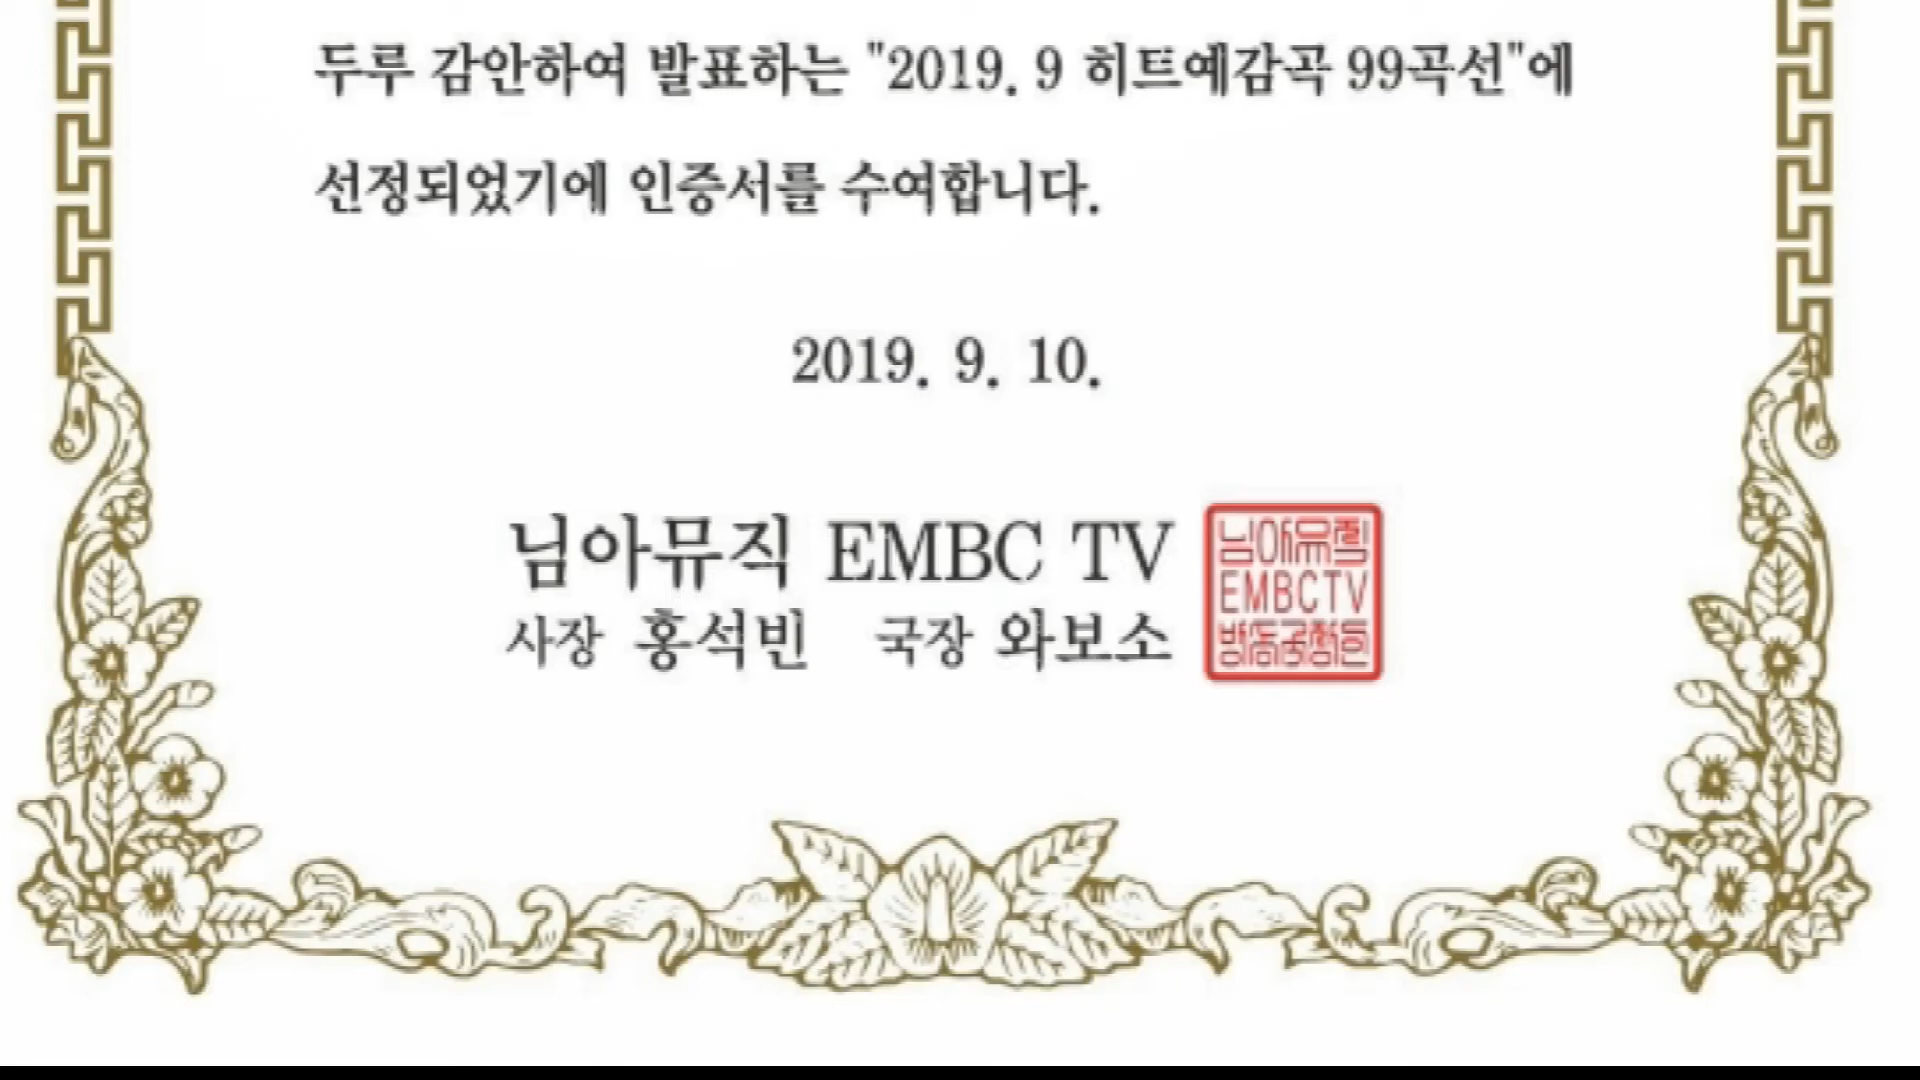 두루 감안하여 발표하는 "2019. 9 히트예감곡 99곡선"에
선정되었기에 인증서를 수여합니다.
2019. 9. 10.
님아뮤직 EMBC TV
사장 홍석빈 국장 와보소
님아뮤직
EMBCTV